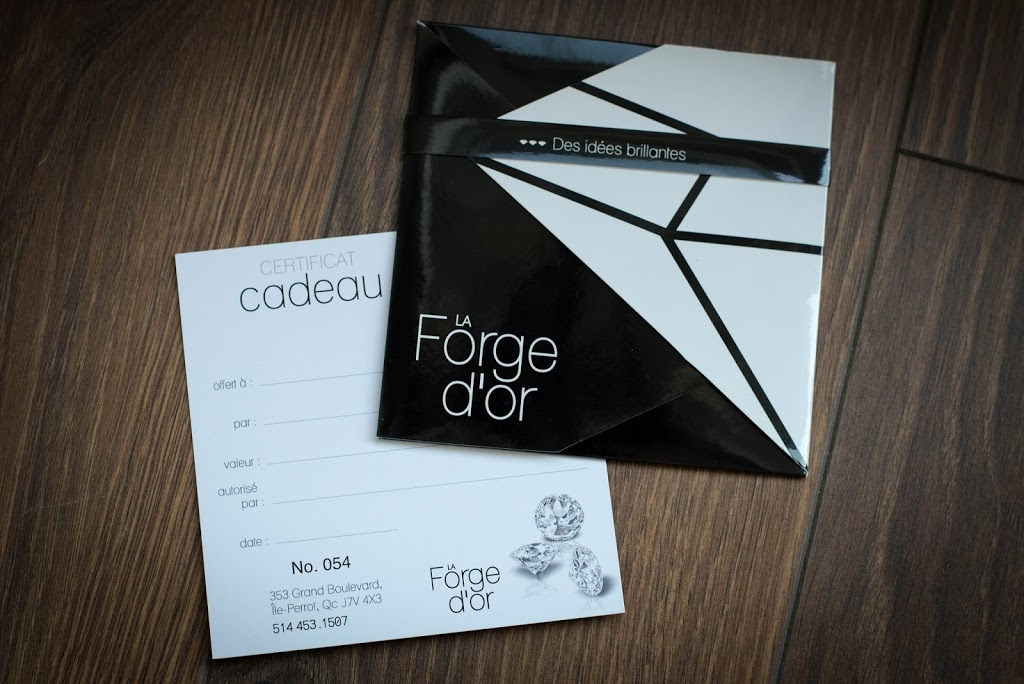 Des idées brillantes
LA
Forge
d'or
CERTIFICAT
cadeau
offert à :
par :
valeur :
autorisé
par :
date :
No. 054
353 Grand Boulevard,
Île-Perrot, Qc J7V 4X3
514 453.1507
LA
Forge
d'or